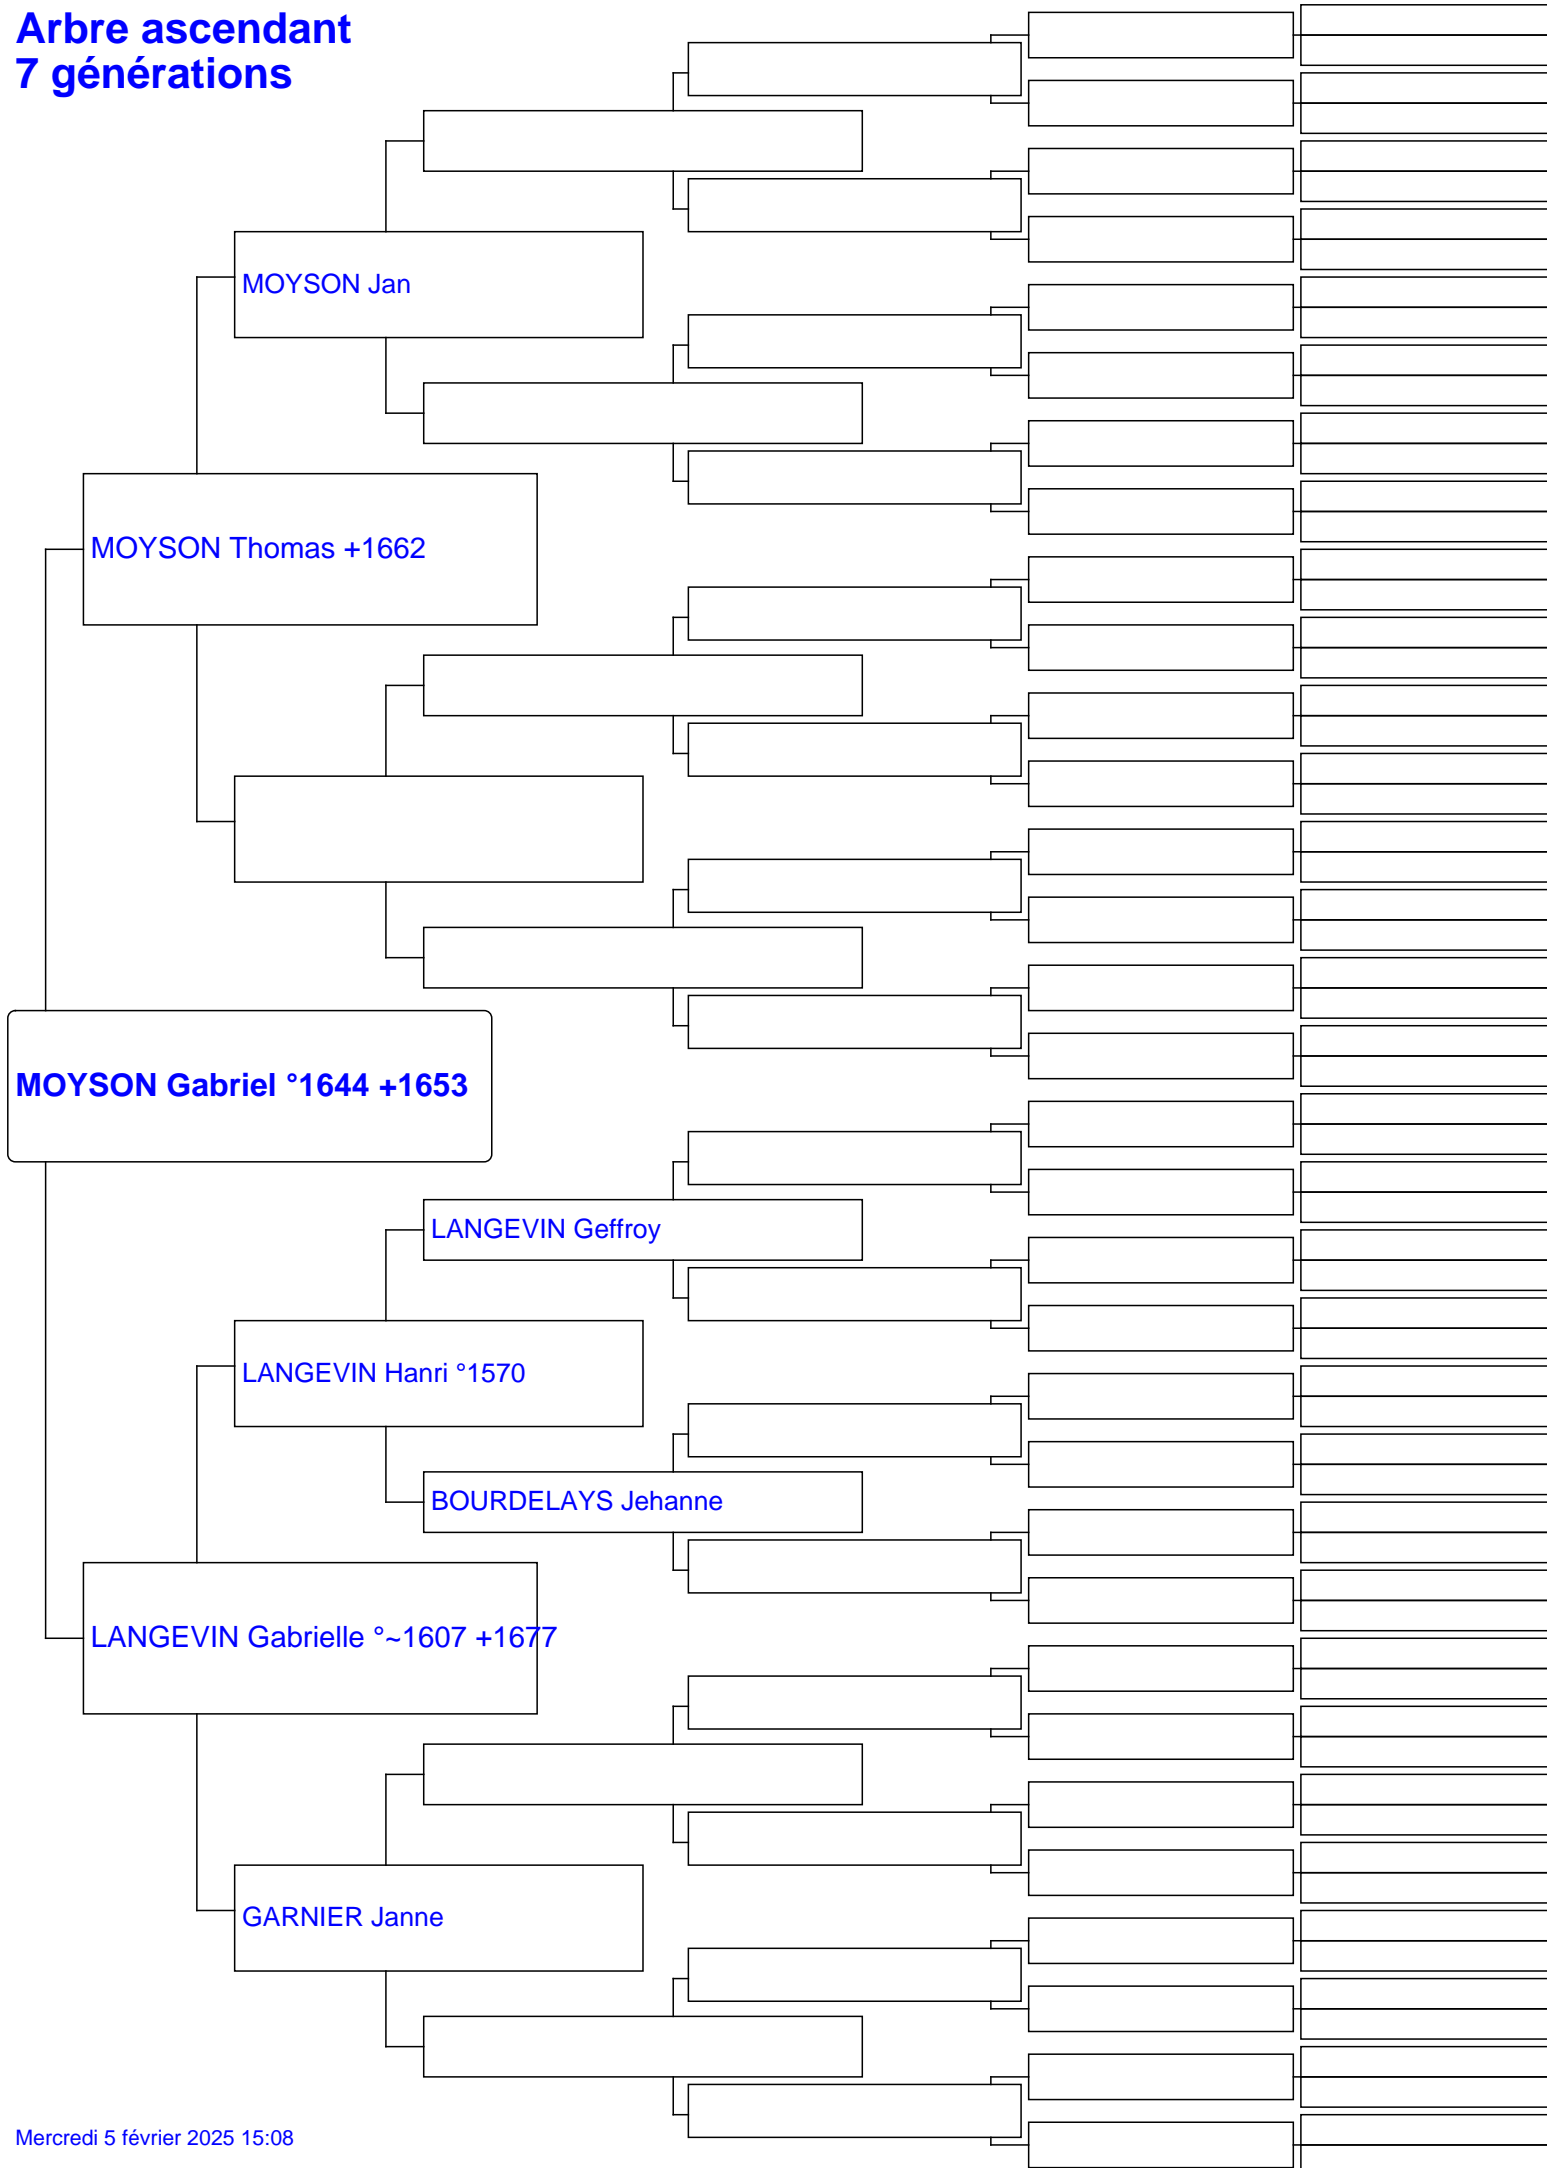 Arbre ascendant
7 générations
MOYSON Jan
MOYSON Thomas +1662
MOYSON Gabriel °1644 +1653
LANGEVIN Geffroy
LANGEVIN Hanri °1570
BOURDELAYS Jehanne
LANGEVIN Gabrielle °~1607 +1677
GARNIER Janne
Mercredi 5 février 2025 15:08